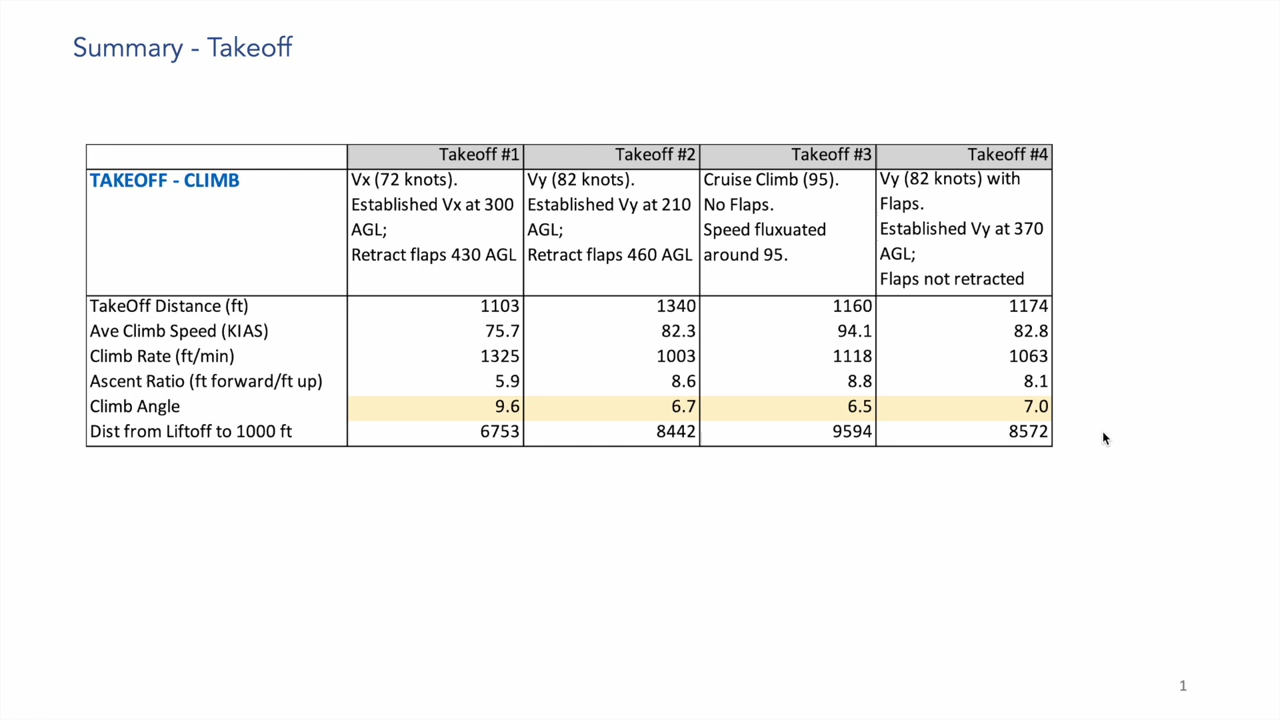 Summary - Takeoff
Takeoff #1 Takeoff #2 Takeoff #3 Takeoff #4
TAKEOFF - CLIMB
Vx (72 knots).
Established Vx at 300
AGL;
Retract flaps 430 AGL
Vy (82 knots).
Established Vy at 210
AGL;
Retract flaps 460 AGL
Cruise Climb (95).
No Flaps.
Speed fluxuated
around 95.
Vy (82 knots) with
Flaps.
Established Vy at 370
AGL;
Flaps not retracted
TakeOff Distance (ft) 1103 1340 1160 1174
Ave Climb Speed (KIAS) 75.7 82.3 94.1 82.8
Climb Rate (ft/min) 1325 1003 1118 1063
Ascent Ratio (ft forward/ft up) 5.9 8.6 8.8 8.1
Climb Angle 9.6 6.7 6.5 7.0
Dist from Liftoff to 1000 ft 6753 8442 9594 8572
1